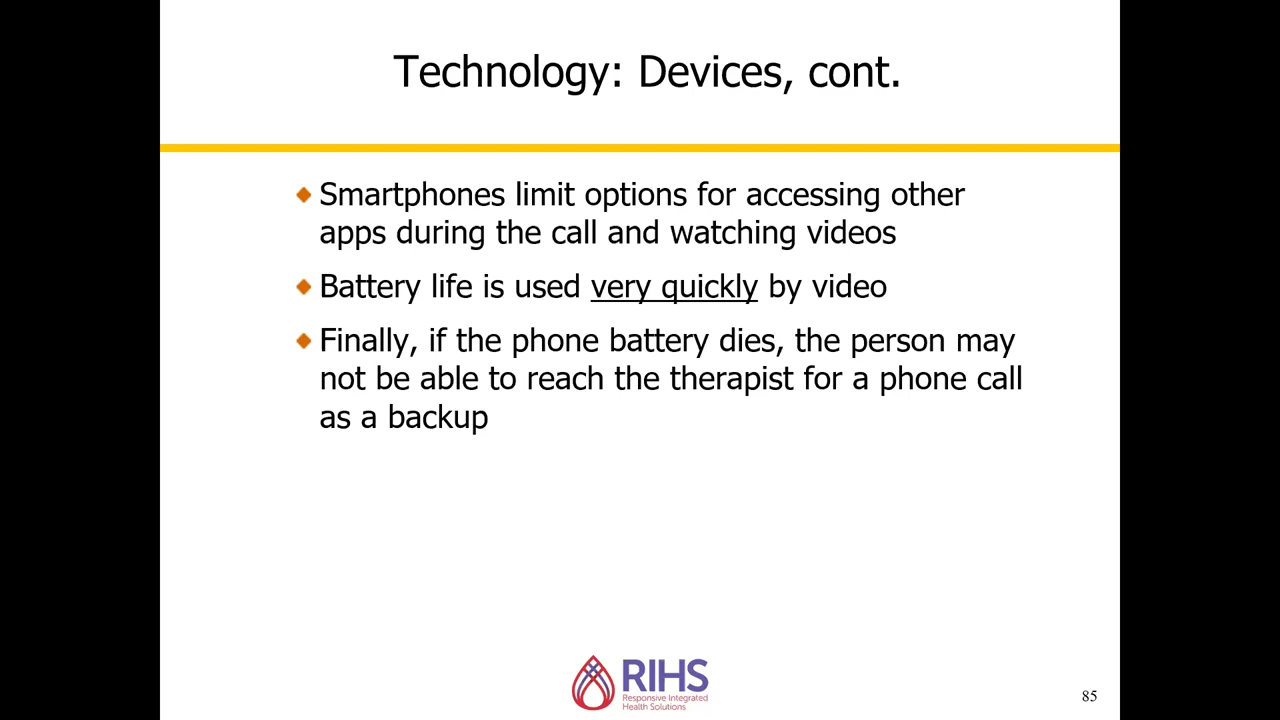 Technology: Devices, cont.
Smartphones limit options for accessing other
apps during the call and watching videos
Battery life is used very quickly by video
Finally, if the phone battery dies, the person may
not be able to reach the therapist for a phone call
as a backup
RIHS
Responsive Integrated
Health Solutions
85